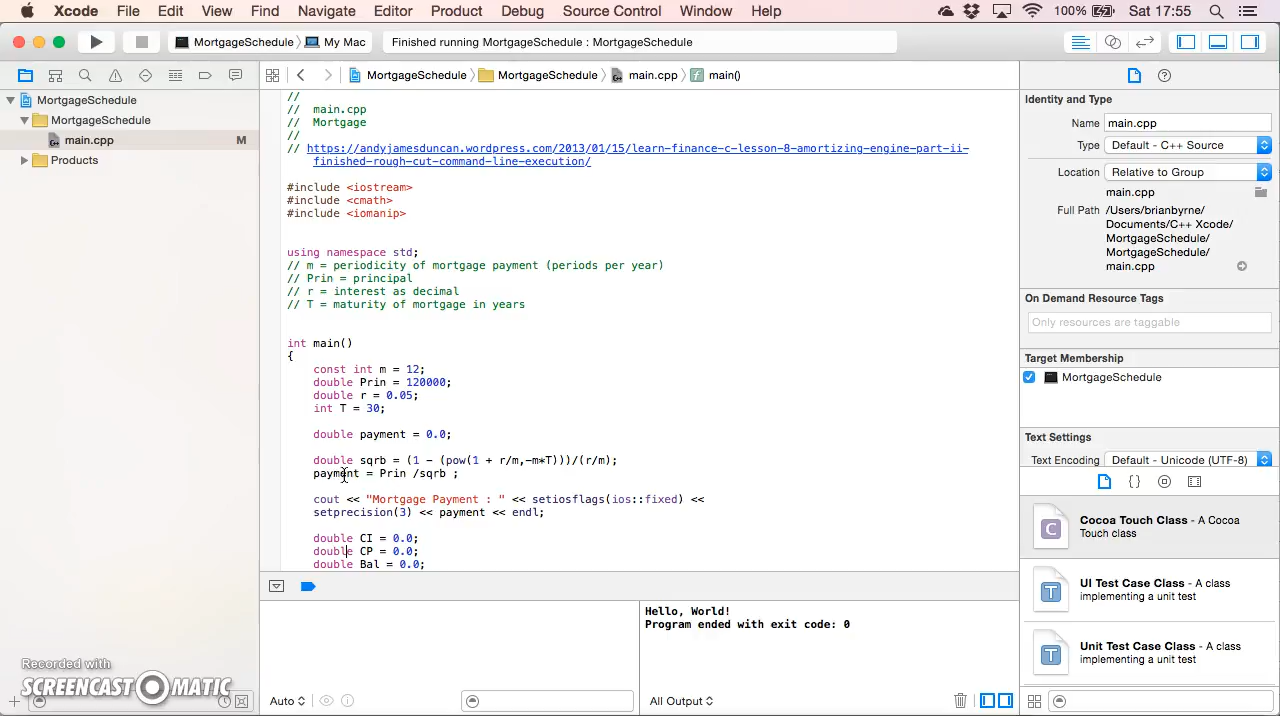 Xcode File Edit View Find Navigate Editor Product Debug Source Control Window Help 100% Sat 17:55
MortgageSchedule My Mac Finished running MortgageSchedule : MortgageSchedule
MortgageSchedule MortgageSchedule main.cpp main()
MortgageSchedule
MortgageSchedule
main.cpp M
Products
//
// main.cpp
// Mortgage
//
// https://andyjamesduncan.wordpress.com/2013/01/15/learn-finance-c-lesson-8-amortizing-engine-part-ii-
finished-rough-cut-command-line-execution/
#include <iostream>
#include <cmath>
#include <iomanip>
using namespace std;
// m = periodicity of mortgage payment (periods per year)
// Prin = principal
// r = interest as decimal
// T = maturity of mortgage in years
int main()
{
const int m = 12;
double Prin = 120000;
double r = 0.05;
int T = 30;
double payment = 0.0;
double sqrb = (1 - (pow(1 + r/m,-m*T)))/(r/m);
payment = Prin /sqrb ;
cout << "Mortgage Payment : " << setiosflags(ios::fixed) <<
setprecision(3) << payment << endl;
double CI = 0.0;
double CP = 0.0;
double Bal = 0.0;
Hello, World!
Program ended with exit code: 0
Auto
All Output
Identity and Type
Name main.cpp
Type Default - C++ Source
Location Relative to Group
main.cpp
Full Path /Users/brianbyrne/
Documents/C++ Xcode/
MortgageSchedule/
MortgageSchedule/
main.cpp
On Demand Resource Tags
Only resources are taggable
Target Membership
MortgageSchedule
Text Settings
Text Encoding Default - Unicode (UTF-8)
{}
C
Cocoa Touch Class - A Cocoa
Touch class
T
UI Test Case Class - A class
implementing a unit test
T
Unit Test Case Class - A class
implementing a unit test
Recorded with
SCREENCAST MATIC